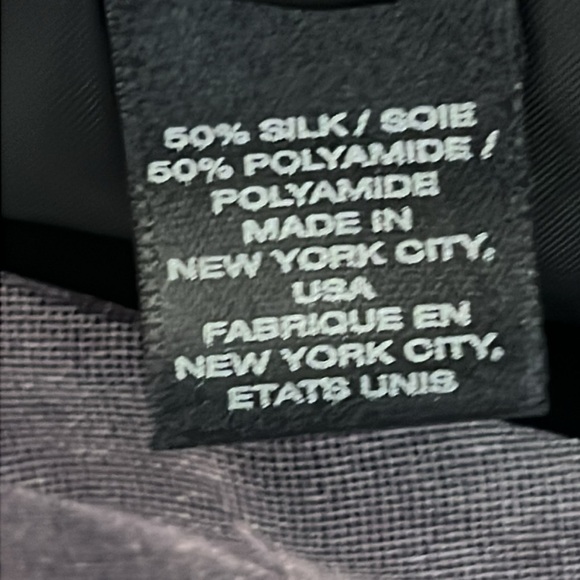 50% SILK / SOIE
50% POLYAMIDE /
POLYAMIDE
MADE IN
NEW YORK CITY,
USA
FABRIQUE EN
NEW YORK CITY,
ETATS UNIS